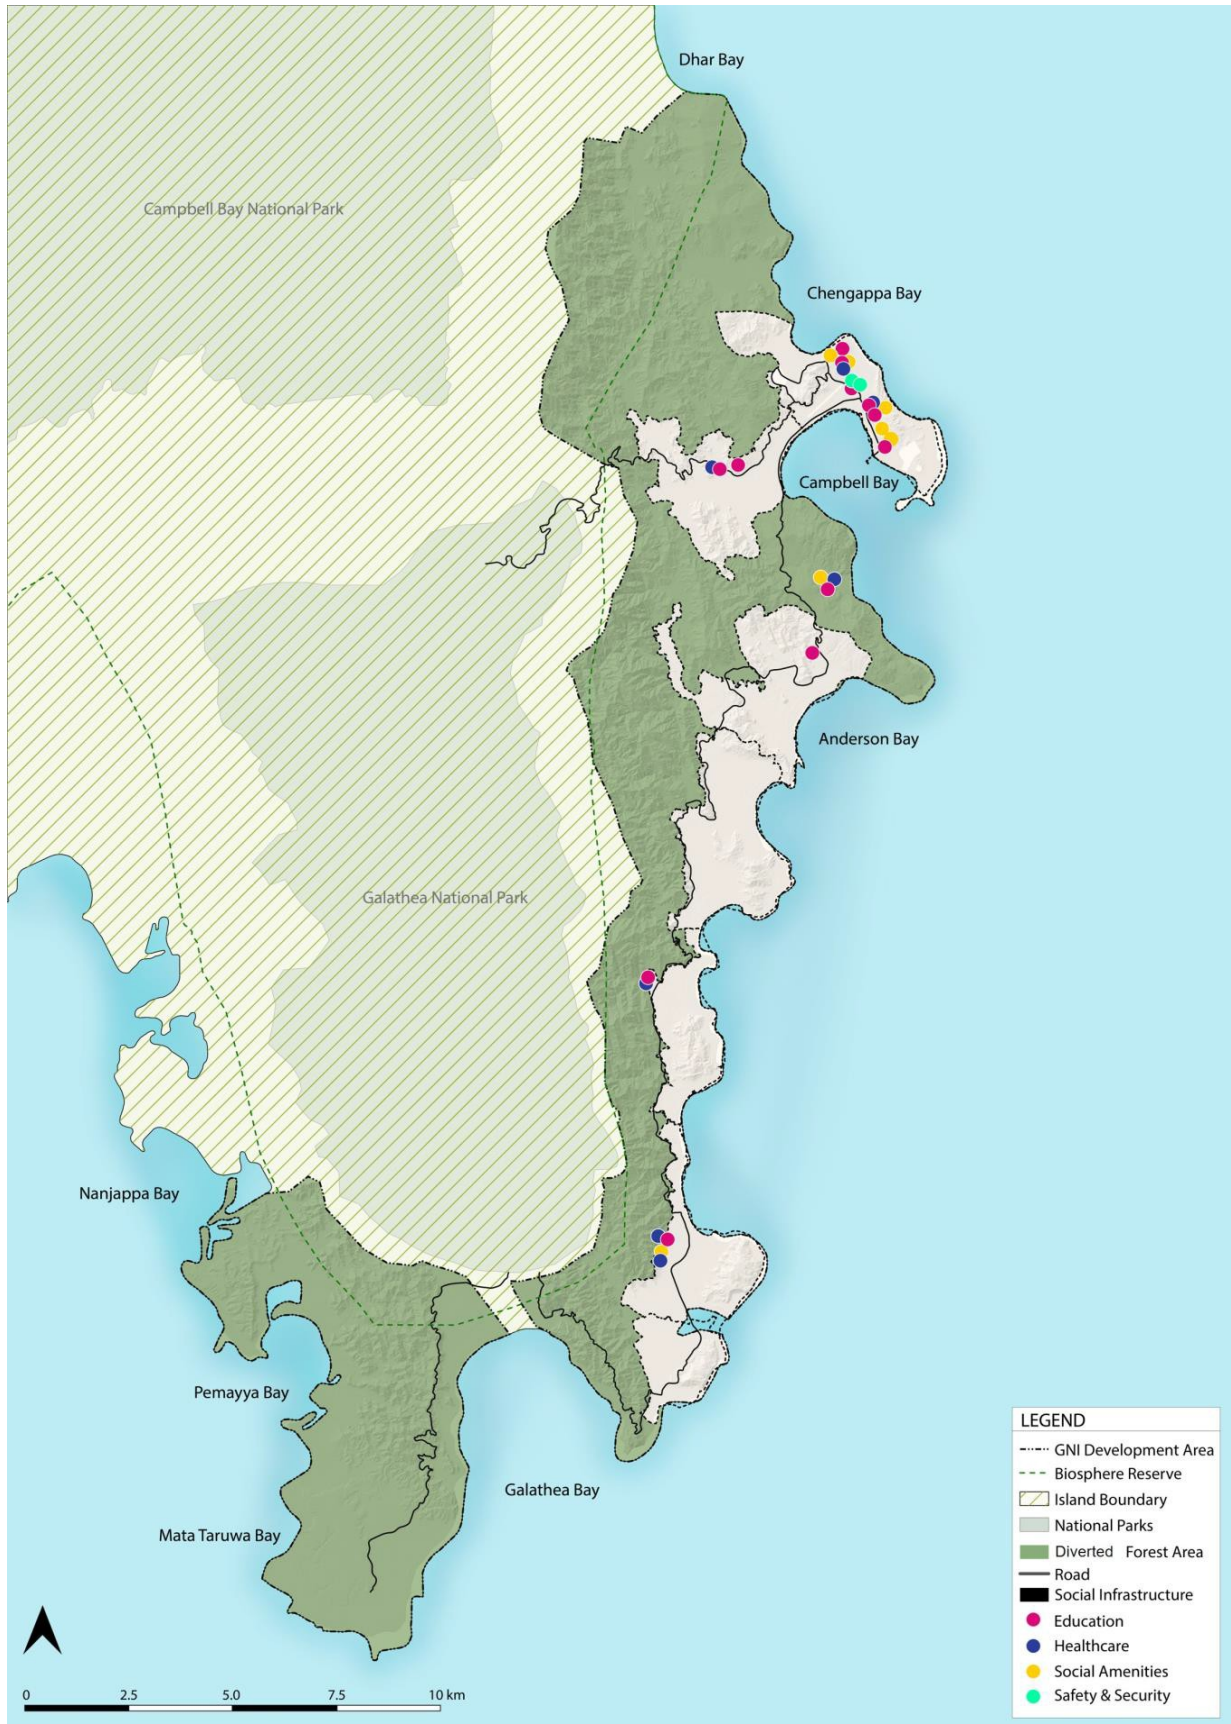 Dhar Bay
Campbell Bay National Park
Chengappa Bay
Campbell Bay
Anderson Bay
Galathea National Park
Nanjappa Bay
Pemayya Bay
Galathea Bay
Mata Taruwa Bay
LEGEND
GNI Development Area
Biosphere Reserve
Island Boundary
National Parks
Diverted Forest Area
Road
Social Infrastructure
Education
Healthcare
Social Amenities
Safety & Security
0 2.5 5.0 7.5 10 km